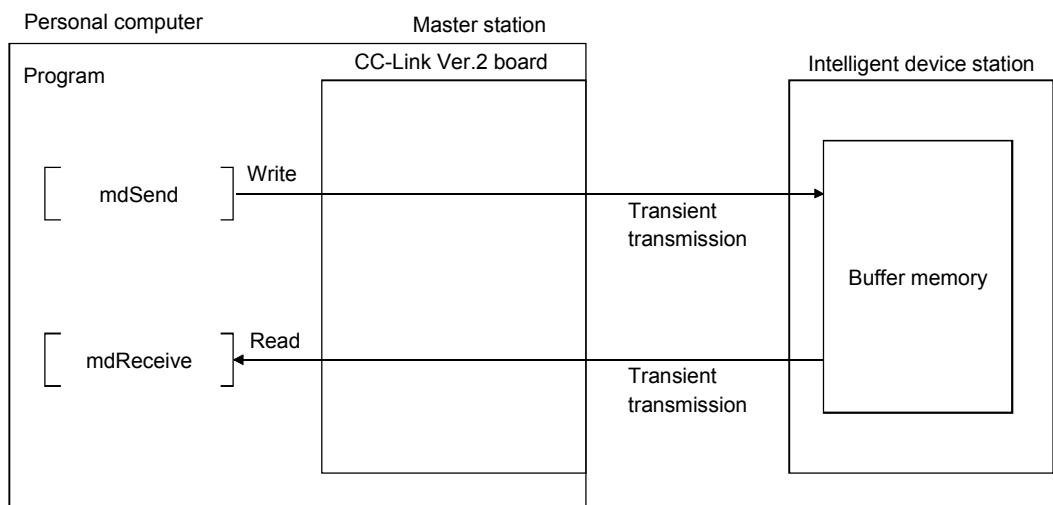 Personal computer
Master station
CC-Link Ver.2 board
Intelligent device station
Program
mdSend
Write
Transient
transmission
Buffer memory
mdReceive
Read
Transient
transmission